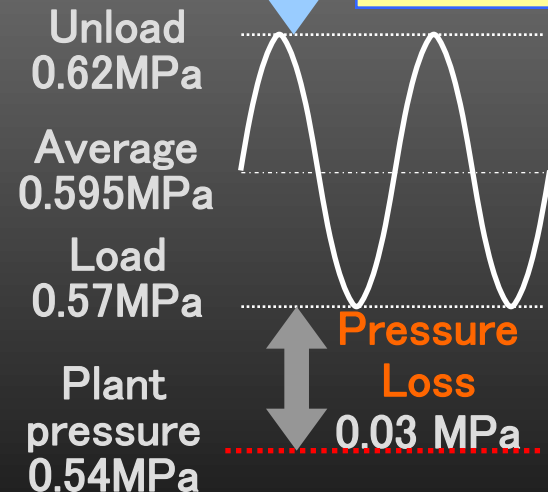 Unload
0.62MPa
Average
0.595MPa
Load
0.57MPa
Pressure
Loss
0.03 MPa
Plant
pressure
0.54MPa